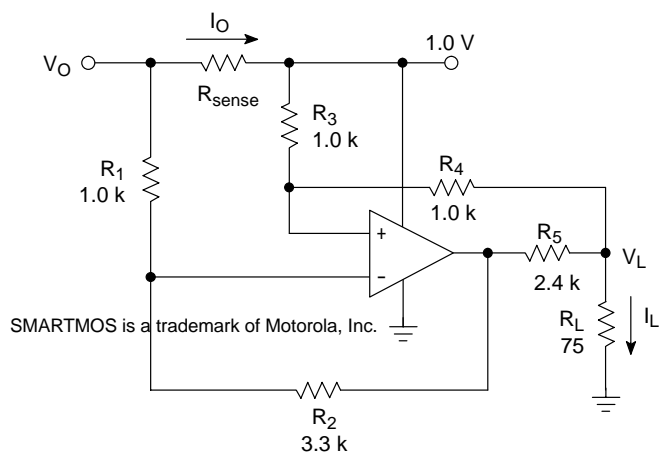 I_O
V_O
1.0 V
R_sense
R_3
1.0 k
R_4
1.0 k
R_1
1.0 k
+
−
R_5
2.4 k
V_L
R_L
75
I_L
SMARTMOS is a trademark of Motorola, Inc.
R_2
3.3 k